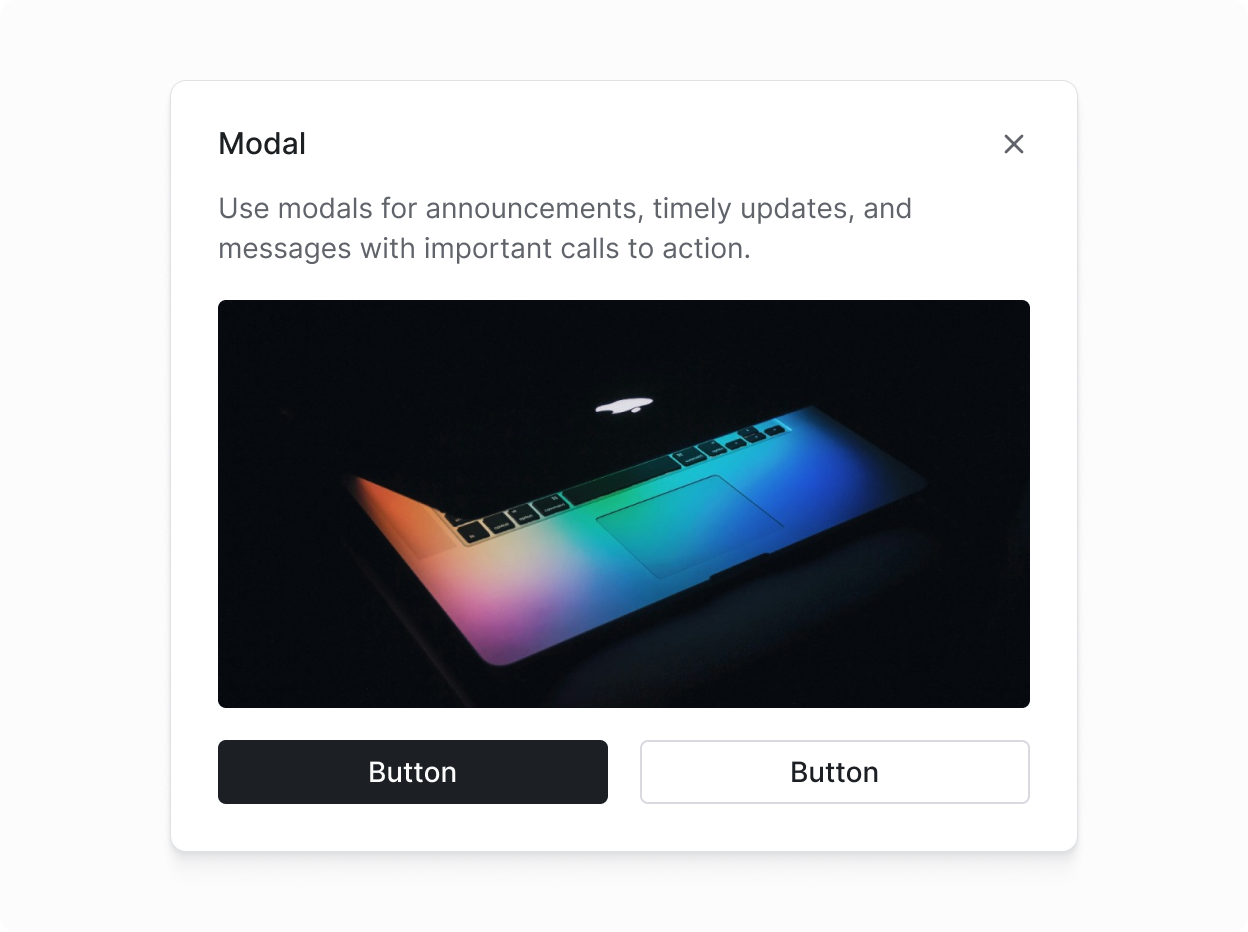 Modal
Use modals for announcements, timely updates, and
messages with important calls to action.
Button
Button